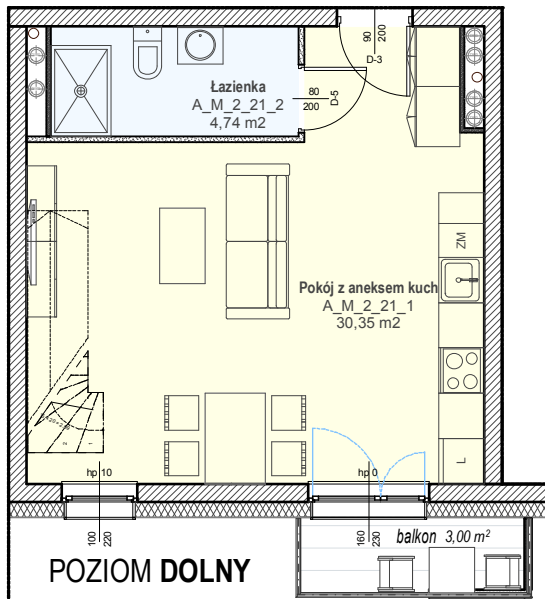 90
200
D-3
Łazienka
A_M_2_21_2
4,74 m2
80
200
D-5
ZM
Pokój z aneksem kuch
A_M_2_21_1
30,35 m2
L
hp 10
hp 0
100
220
160
230
balkon 3,00 m²
POZIOM DOLNY